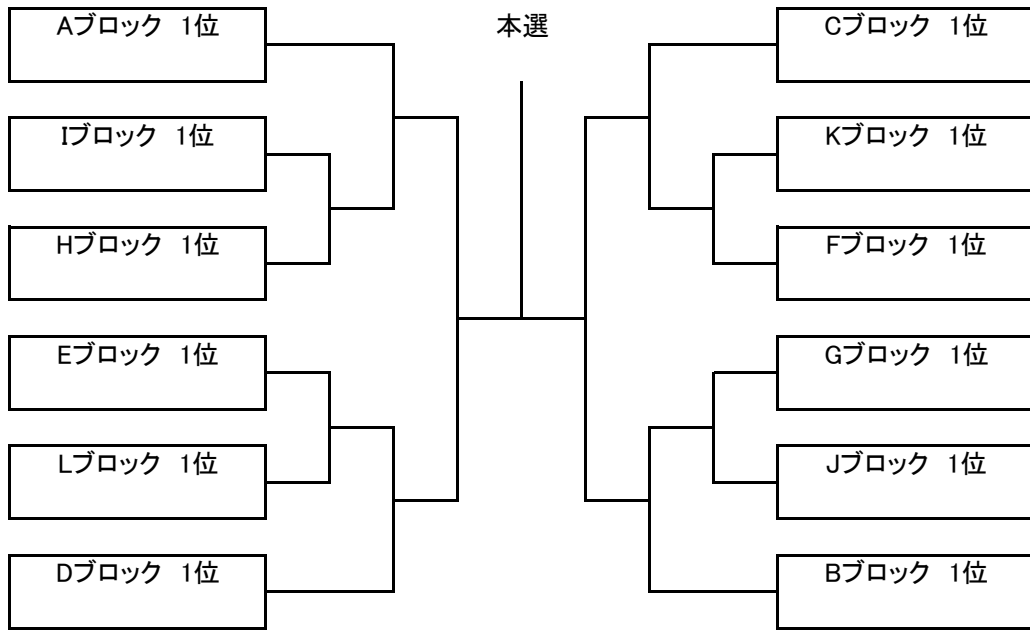 本選
Aブロック 1位
Iブロック 1位
Hブロック 1位
Eブロック 1位
Lブロック 1位
Dブロック 1位
Cブロック 1位
Kブロック 1位
Fブロック 1位
Gブロック 1位
Jブロック 1位
Bブロック 1位